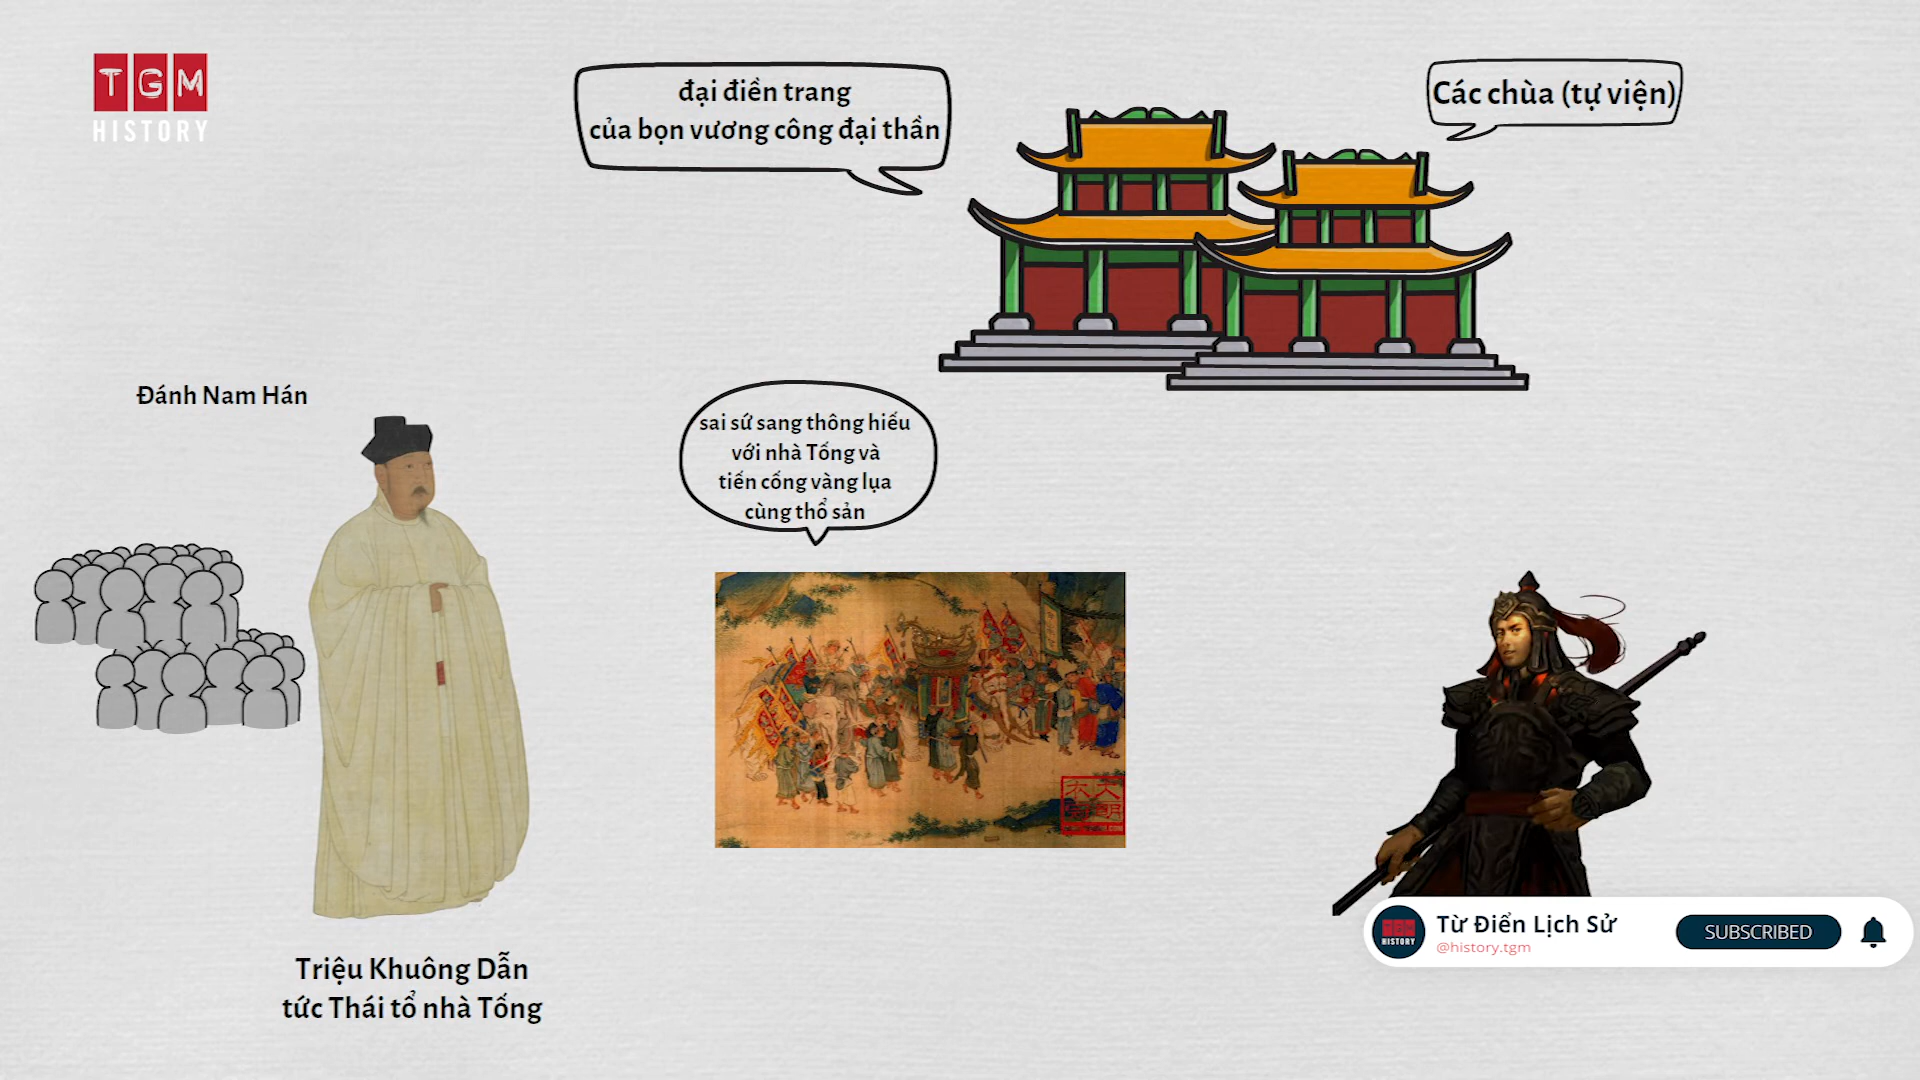 TGM
HISTORY
đại điền trang
của bọn vương công đại thần
Các chùa (tự viện)
Đánh Nam Hán
sai sứ sang thông hiếu
với nhà Tống và
tiến cống vàng lụa
cùng thổ sản
Triệu Khuông Dẫn
tức Thái tổ nhà Tống
TGM
HISTORY
Từ Điển Lịch Sử
@history.tgm
SUBSCRIBED